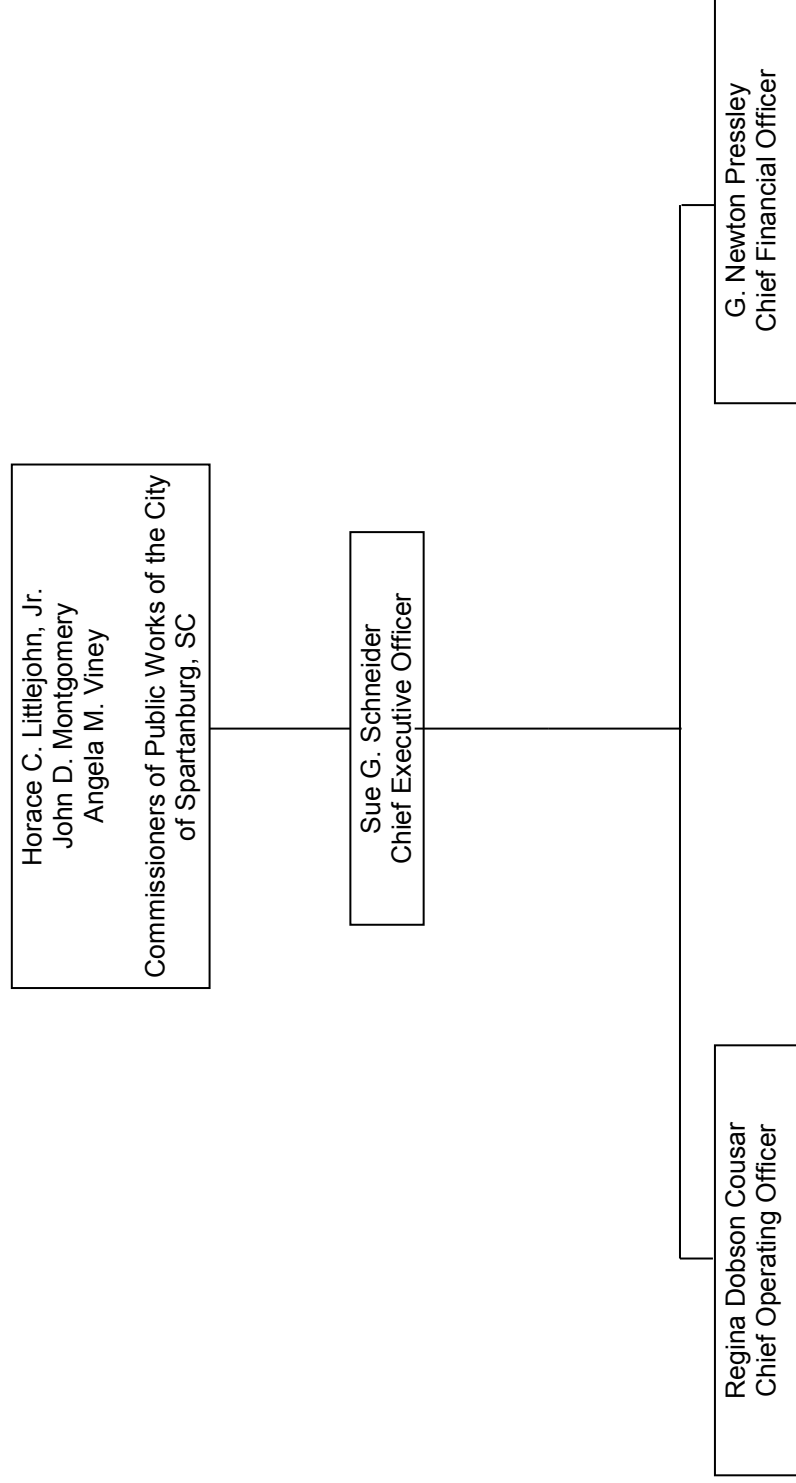 Horace C. Littlejohn, Jr.
John D. Montgomery
Angela M. Viney
Commissioners of Public Works of the City
of Spartanburg, SC
Sue G. Schneider
Chief Executive Officer
Regina Dobson Cousar
Chief Operating Officer
G. Newton Pressley
Chief Financial Officer